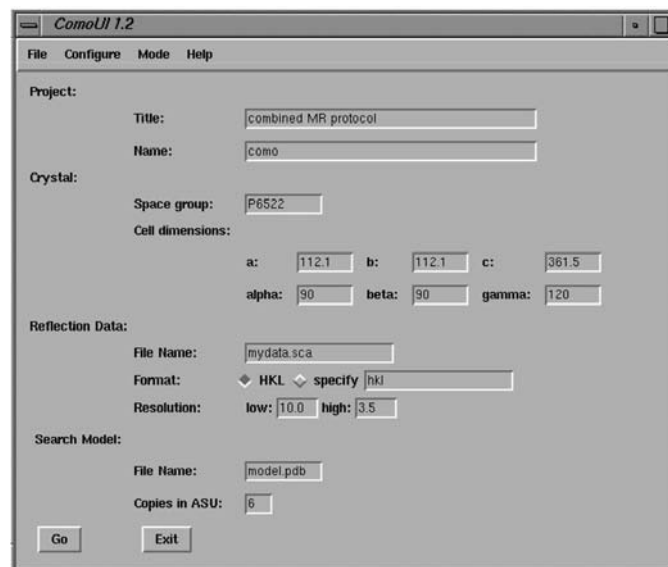 ComoUI 1.2
File Configure Mode Help
Project:
Title: combined MR protocol
Name: como
Crystal:
Space group: P6522
Cell dimensions:
a: 112.1 b: 112.1 c: 361.5
alpha: 90 beta: 90 gamma: 120
Reflection Data:
File Name: mydata.sca
Format: HKL specify hkl
Resolution: low: 10.0 high: 3.5
Search Model:
File Name: model.pdb
Copies in ASU: 6
Go Exit